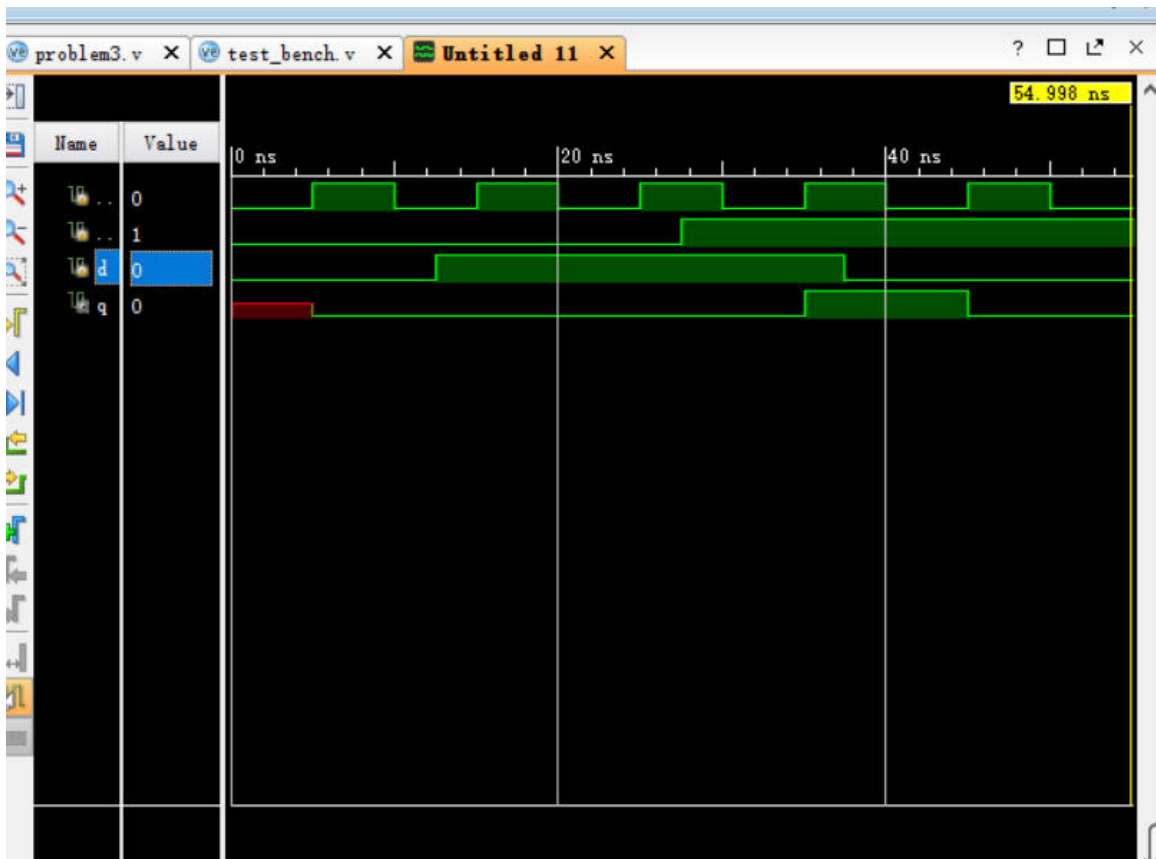 problem3.v X test_bench.v X Untitled 11 X ?
54.998 ns
Name Value 0 ns 20 ns 40 ns
.. 0
.. 1
d 0
q 0